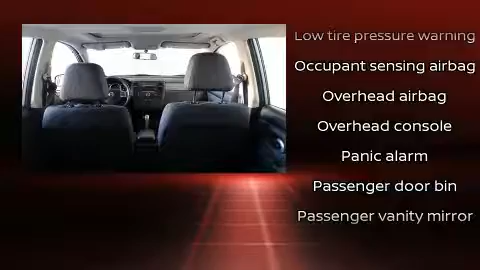 Low tire pressure warning
Occupant sensing airbag
Overhead airbag
Overhead console
Panic alarm
Passenger door bin
Passenger vanity mirror